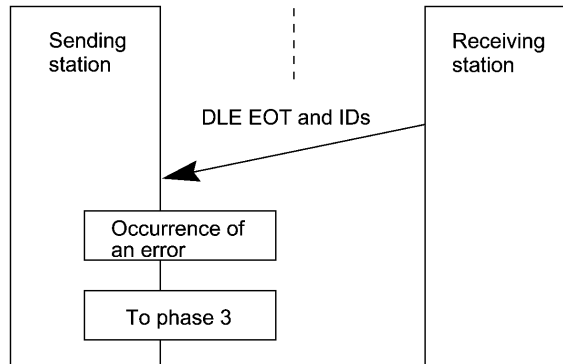 Sending
station
Receiving
station
DLE EOT and IDs
Occurrence of
an error
To phase 3